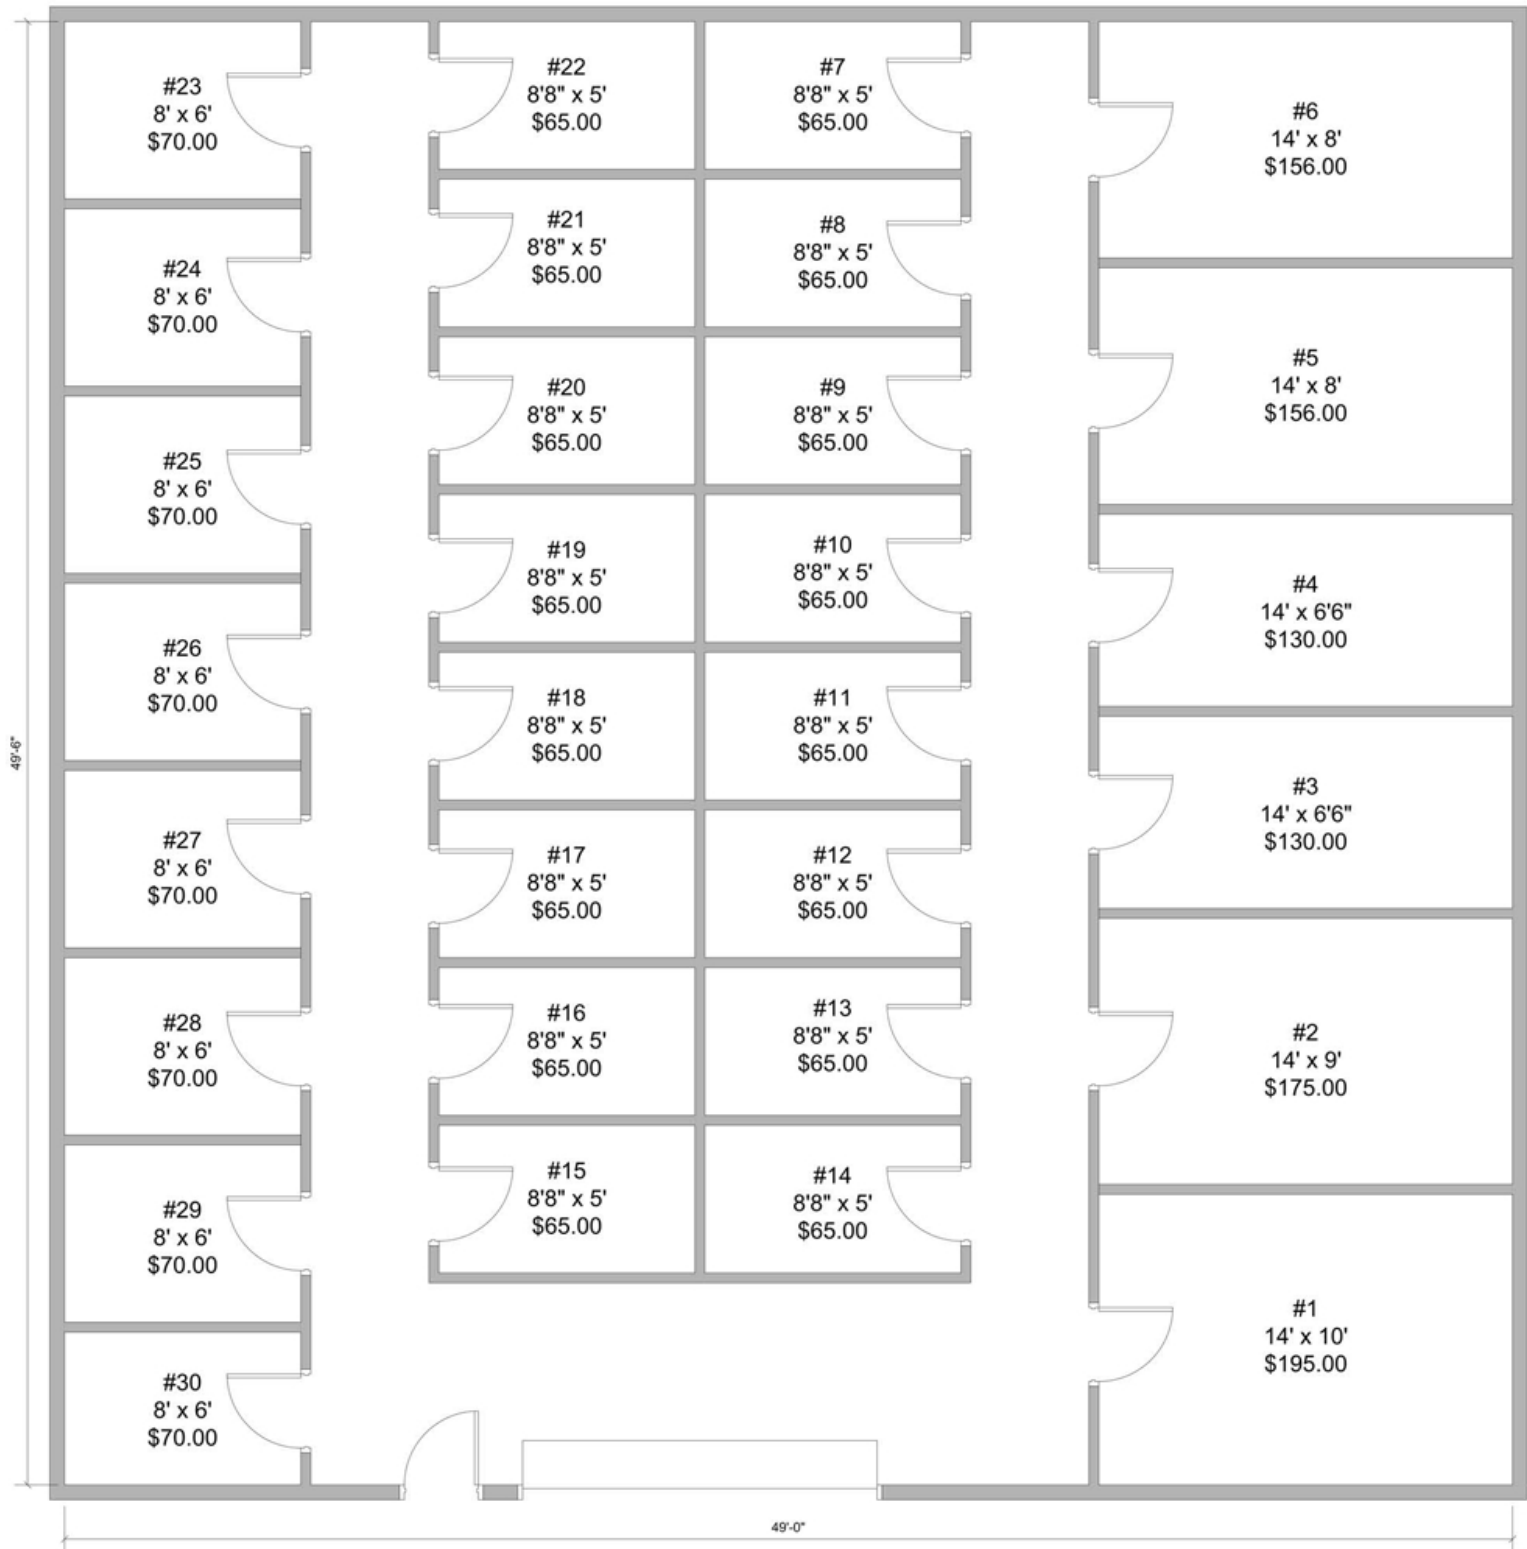 #23
8' x 6'
$70.00
#22
8'8" x 5'
$65.00
#7
8'8" x 5'
$65.00
#6
14' x 8'
$156.00
#24
8' x 6'
$70.00
#21
8'8" x 5'
$65.00
#8
8'8" x 5'
$65.00
#5
14' x 8'
$156.00
#25
8' x 6'
$70.00
#20
8'8" x 5'
$65.00
#9
8'8" x 5'
$65.00
#4
14' x 6'6"
$130.00
#26
8' x 6'
$70.00
#19
8'8" x 5'
$65.00
#10
8'8" x 5'
$65.00
#3
14' x 6'6"
$130.00
#27
8' x 6'
$70.00
#18
8'8" x 5'
$65.00
#11
8'8" x 5'
$65.00
#2
14' x 9'
$175.00
#28
8' x 6'
$70.00
#17
8'8" x 5'
$65.00
#12
8'8" x 5'
$65.00
#1
14' x 10'
$195.00
#29
8' x 6'
$70.00
#16
8'8" x 5'
$65.00
#13
8'8" x 5'
$65.00
#30
8' x 6'
$70.00
#15
8'8" x 5'
$65.00
#14
8'8" x 5'
$65.00
49'-6"
49'-0"